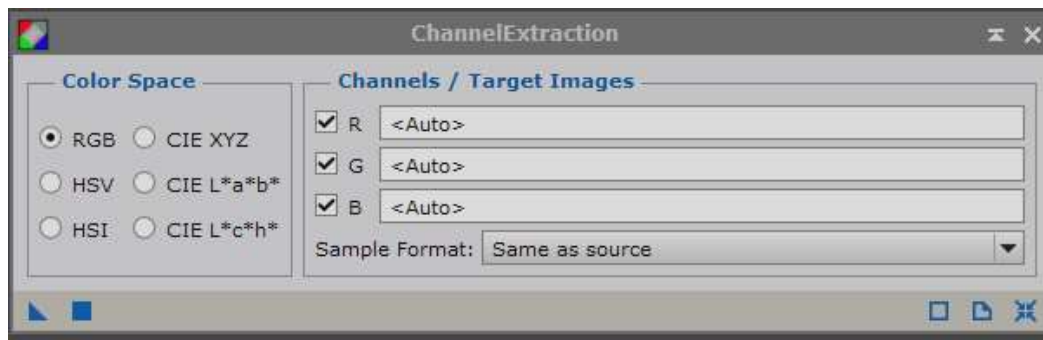 ChannelExtraction
Color Space
RGB CIE XYZ
HSV CIE L*a*b*
HSI CIE L*c*h*
Channels / Target Images
R <Auto>
G <Auto>
B <Auto>
Sample Format: Same as source